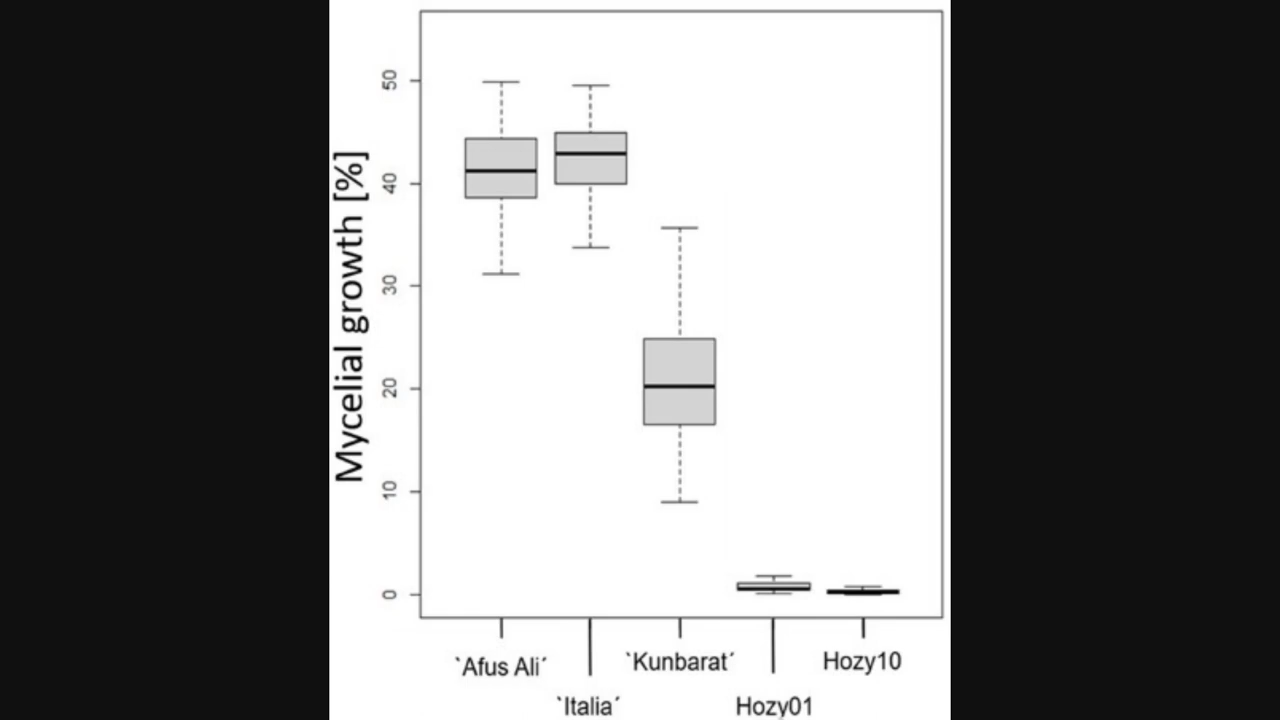 Mycelial growth [%]
50
40
30
20
10
0
`Afus Ali´
`Italia´
`Kunbarat´
Hozy01
Hozy10